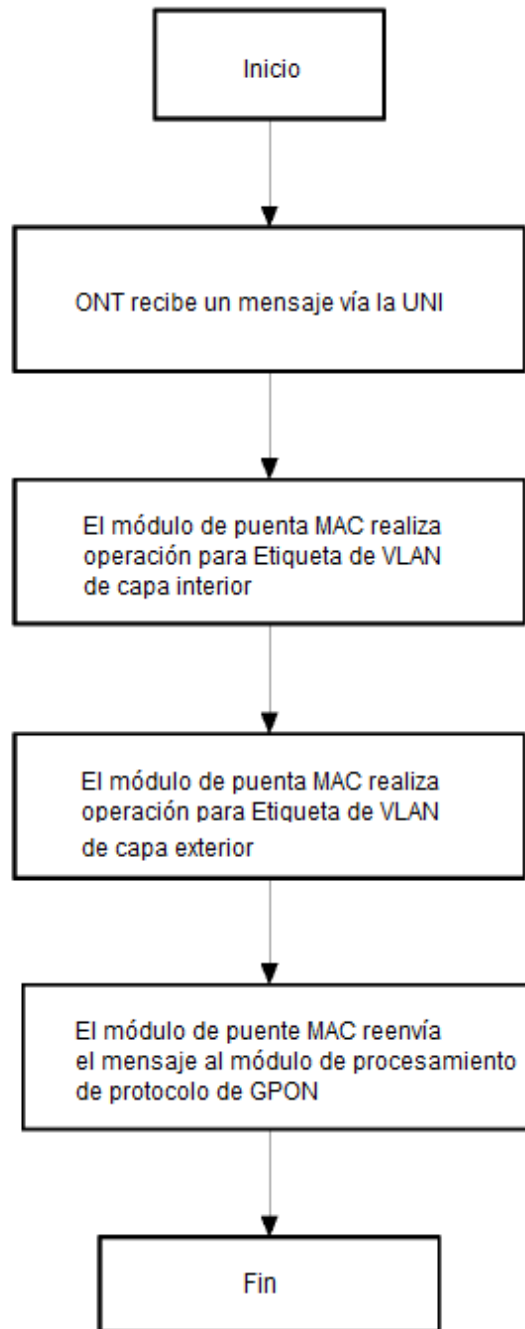 Inicio
ONT recibe un mensaje vía la UNI
El módulo de puenta MAC realiza
operación para Etiqueta de VLAN
de capa interior
El módulo de puenta MAC realiza
operación para Etiqueta de VLAN
de capa exterior
El módulo de puente MAC reenvía
el mensaje al módulo de procesamiento
de protocolo de GPON
Fin